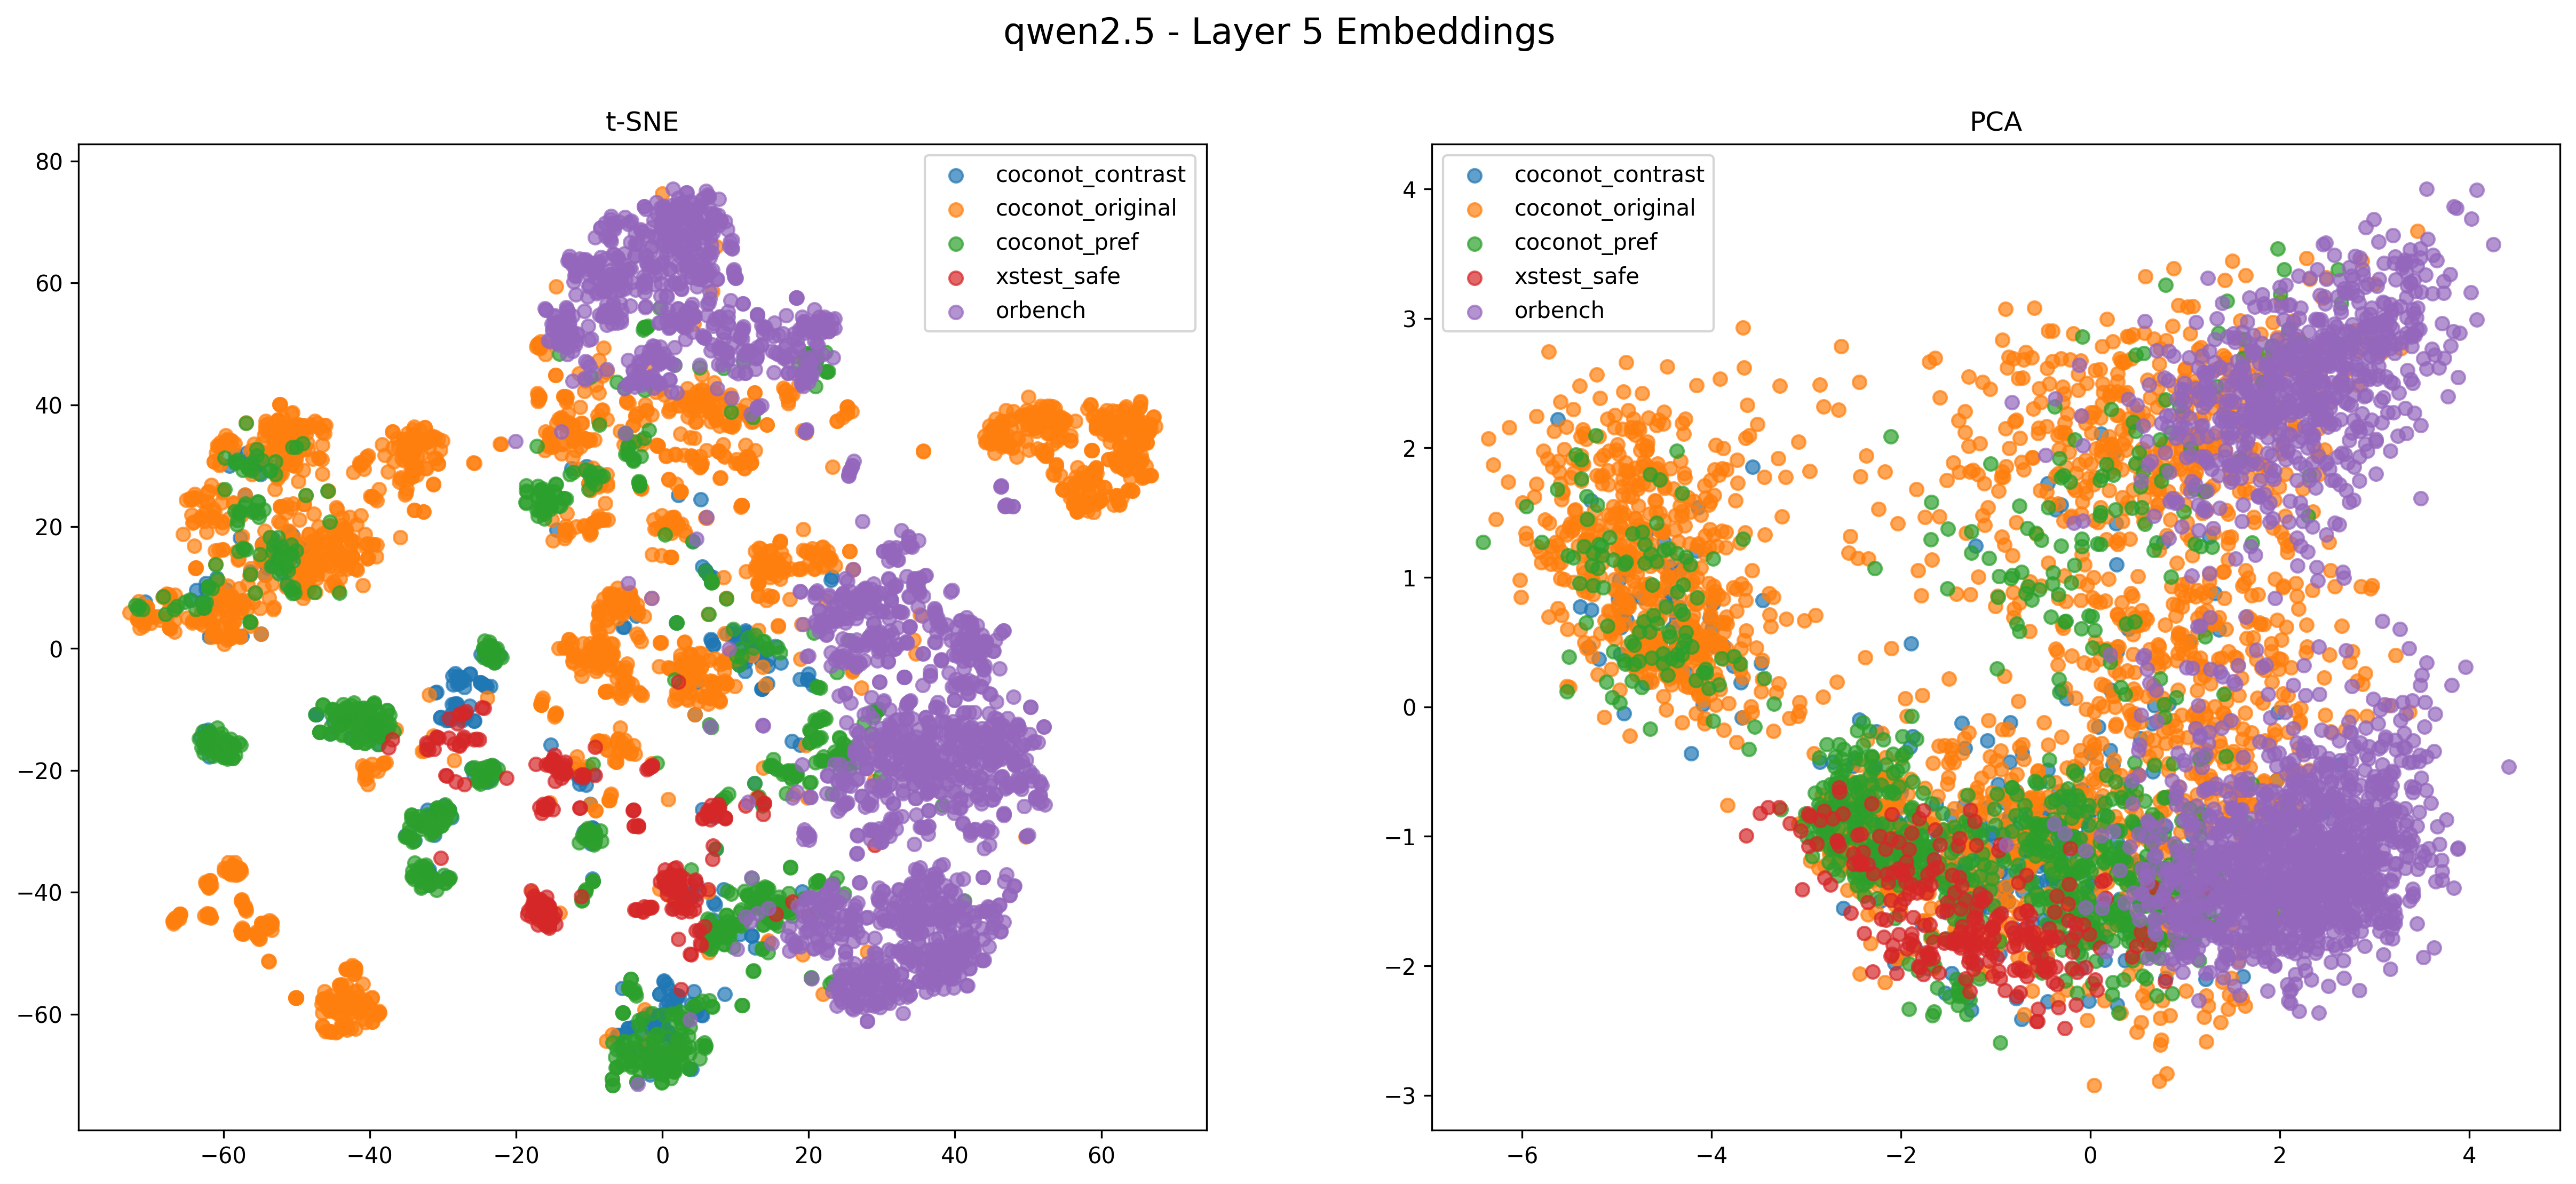 qwen2.5 - Layer 5 Embeddings
t-SNE
80
60
40
20
0
−20
−40
−60
−60 −40 −20 0 20 40 60
coconot_contrast
coconot_original
coconot_pref
xstest_safe
orbench
PCA
4
3
2
1
0
−1
−2
−3
−6 −4 −2 0 2 4
coconot_contrast
coconot_original
coconot_pref
xstest_safe
orbench